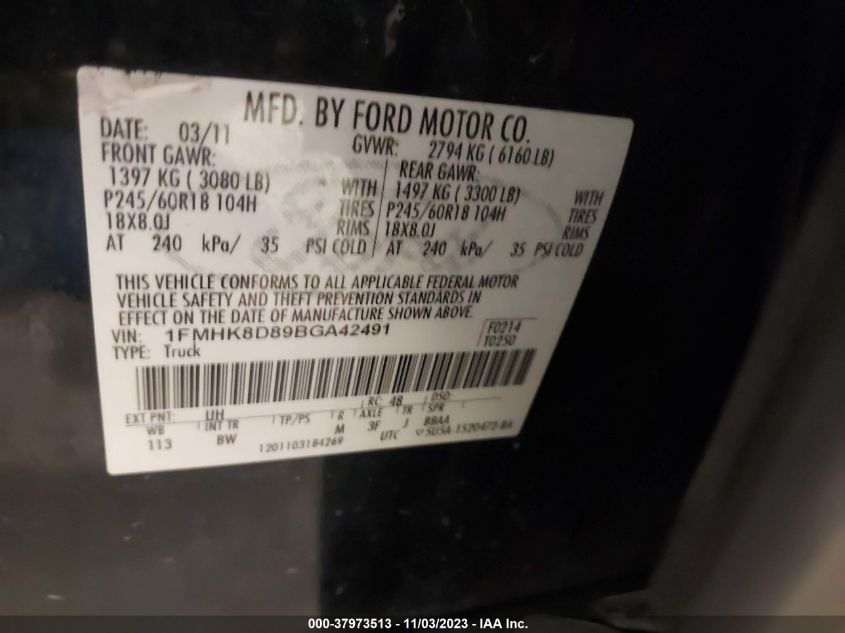 MFD. BY FORD MOTOR CO.
DATE: 03/11 GVWR: 2794 KG ( 6160 LB)
FRONT GAWR: REAR GAWR:
1397 KG ( 3080 LB) WITH 1497 KG ( 3300 LB) WITH
P245/60R18 104H TIRES P245/60R18 104H TIRES
18X8.0J RIMS 18X8.0J RIMS
AT 240 kPa/ 35 PSI COLD AT 240 kPa/ 35 PSI COLD
THIS VEHICLE CONFORMS TO ALL APPLICABLE FEDERAL MOTOR
VEHICLE SAFETY AND THEFT PREVENTION STANDARDS IN
EFFECT ON THE DATE OF MANUFACTURE SHOWN ABOVE.
VIN: 1FMHK8D89BGA42491 F0214
TYPE: Truck T0250
EXT PNT: UH RC: 48 DSO:
WB INT TR TP/PS R AXLE TR SPR
113 BW M 3F J BBAA
1201103184269 UTC 5U5A-1520472-BA
000-37973513 - 11/03/2023 - IAA Inc.